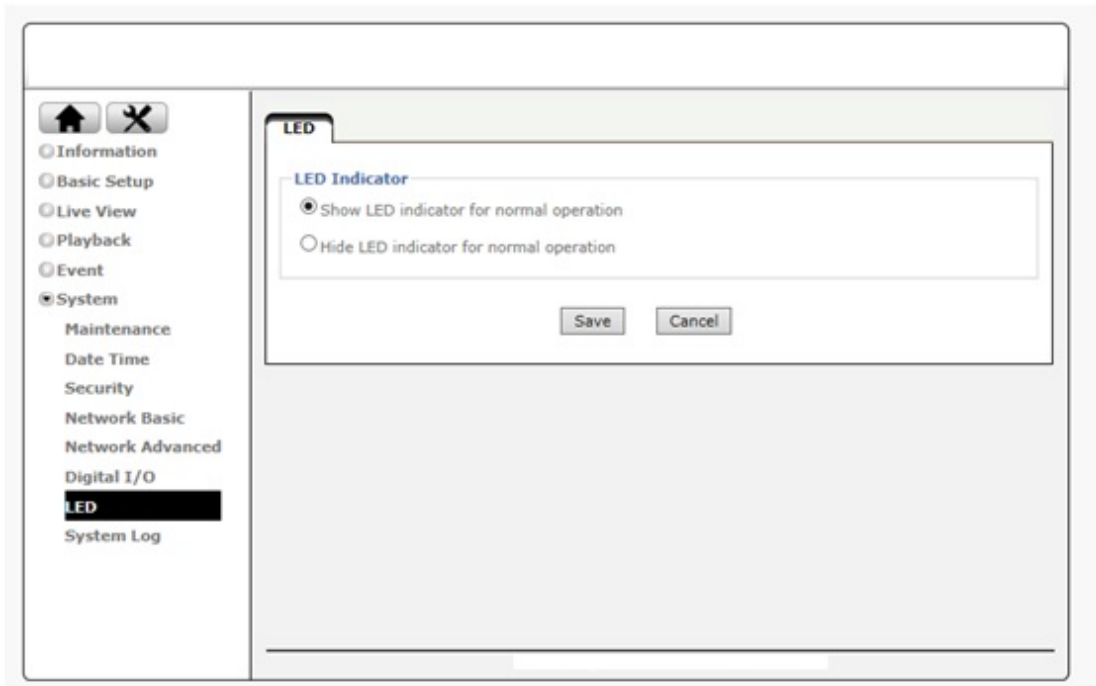 Information
Basic Setup
Live View
Playback
Event
System
Maintenance
Date Time
Security
Network Basic
Network Advanced
Digital I/O
LED
System Log
LED
LED Indicator
Show LED indicator for normal operation
Hide LED indicator for normal operation
Save Cancel